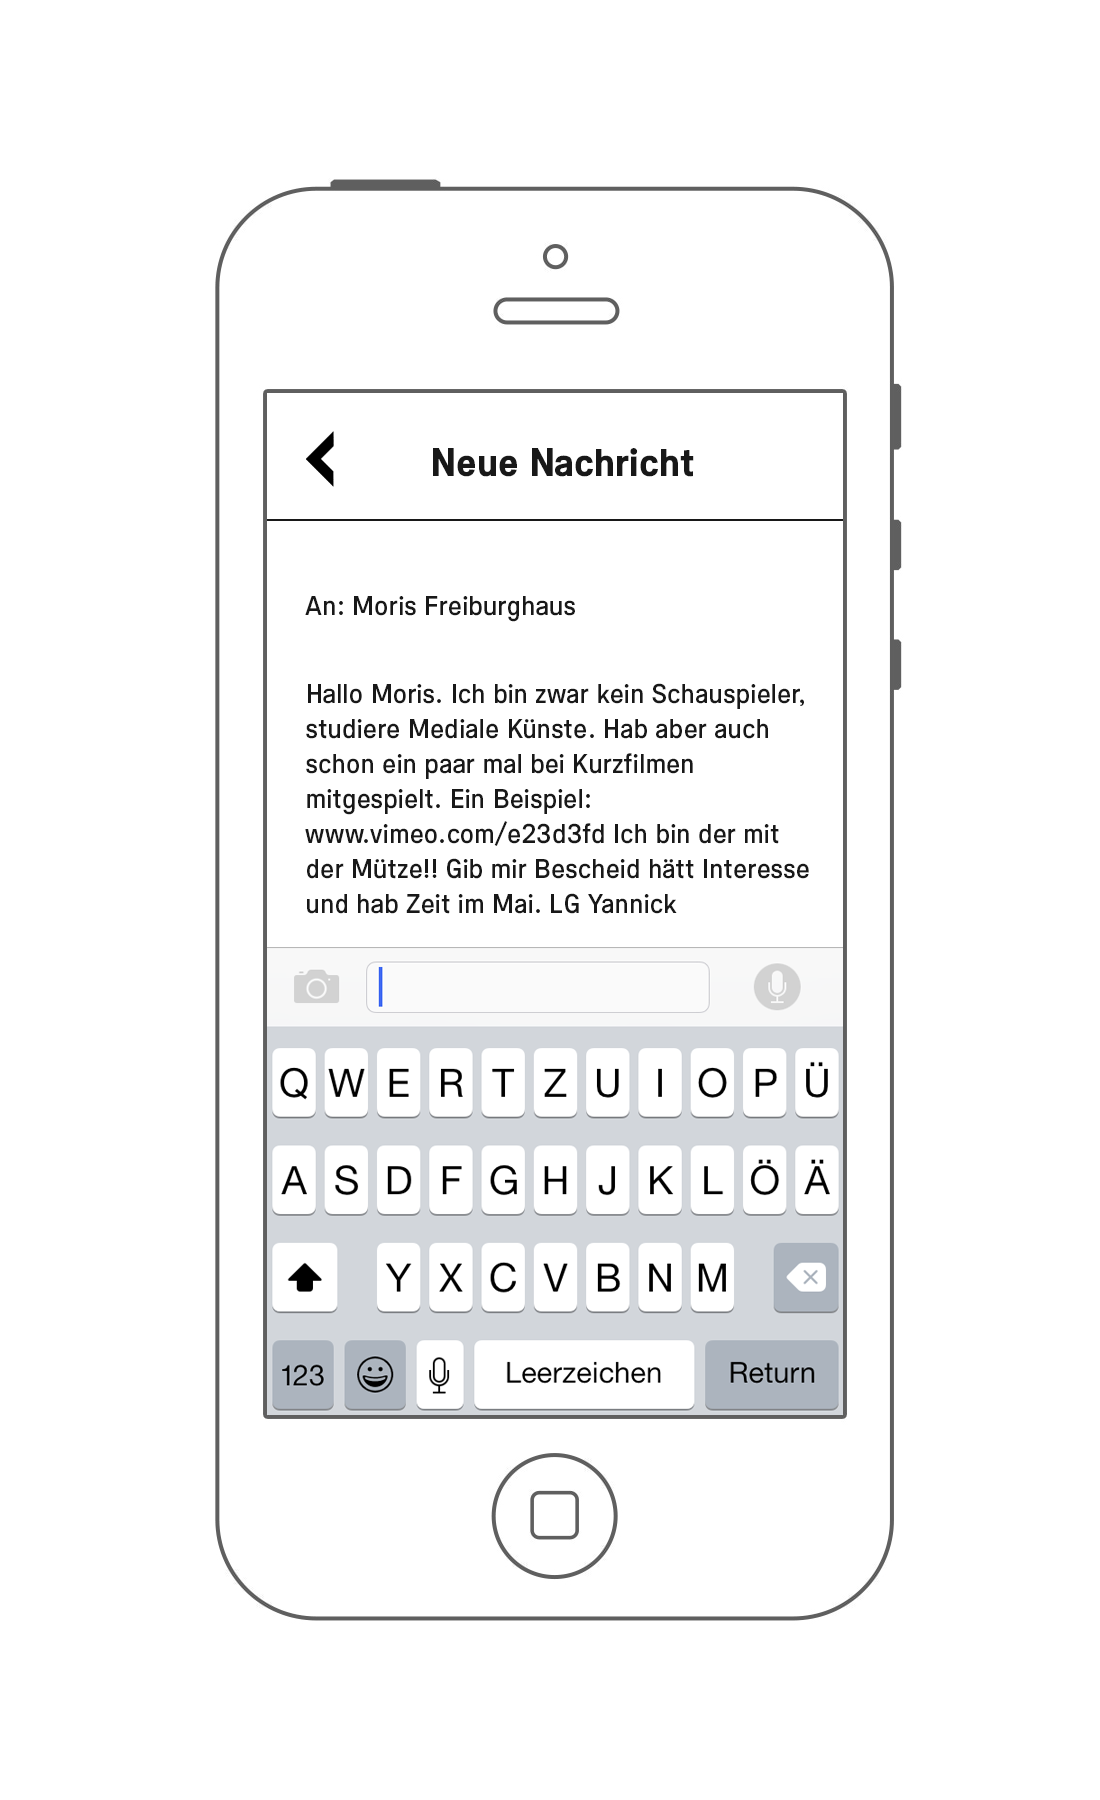 Neue Nachricht
An: Moris Freiburghaus
Hallo Moris. Ich bin zwar kein Schauspieler,
studiere Mediale Künste. Hab aber auch
schon ein paar mal bei Kurzfilmen
mitgespielt. Ein Beispiel:
www.vimeo.com/e23d3fd Ich bin der mit
der Mütze!! Gib mir Bescheid hätt Interesse
und hab Zeit im Mai. LG Yannick
Q W E R T Z U I O P Ü
A S D F G H J K L Ö Ä
Y X C V B N M
123 Leerzeichen Return